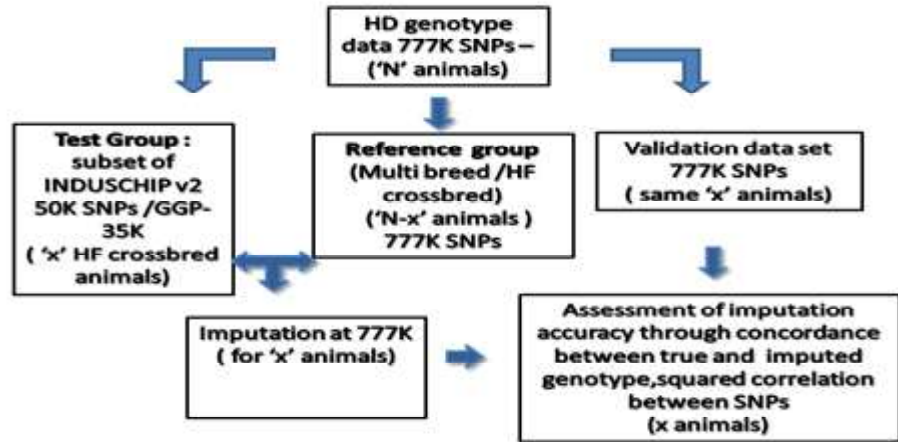 HD genotype
data 777K SNPs –
('N' animals)
Test Group :
subset of
INDUSCHIP v2
50K SNPs /GGP-
35K
( 'x' HF crossbred
animals)
Reference group
(Multi breed /HF
crossbred)
('N-x' animals )
777K SNPs
Validation data set
777K SNPs
( same 'x' animals)
Imputation at 777K
( for 'x' animals)
Assessment of imputation
accuracy through concordance
between true and imputed
genotype,squared correlation
between SNPs
(x animals)